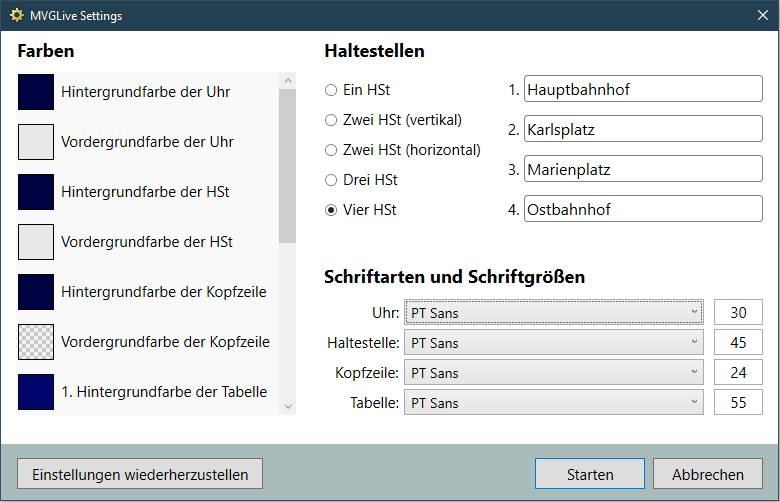 MVGLive Settings
Farben
Hintergrundfarbe der Uhr
Vordergrundfarbe der Uhr
Hintergrundfarbe der HSt
Vordergrundfarbe der HSt
Hintergrundfarbe der Kopfzeile
Vordergrundfarbe der Kopfzeile
1. Hintergrundfarbe der Tabelle
Haltestellen
Ein HSt
Zwei HSt (vertikal)
Zwei HSt (horizontal)
Drei HSt
Vier HSt
1. Hauptbahnhof
2. Karlsplatz
3. Marienplatz
4. Ostbahnhof
Schriftarten und Schriftgrößen
Uhr: PT Sans 30
Haltestelle: PT Sans 45
Kopfzeile: PT Sans 24
Tabelle: PT Sans 55
Einstellungen wiederherzustellen
Starten
Abbrechen